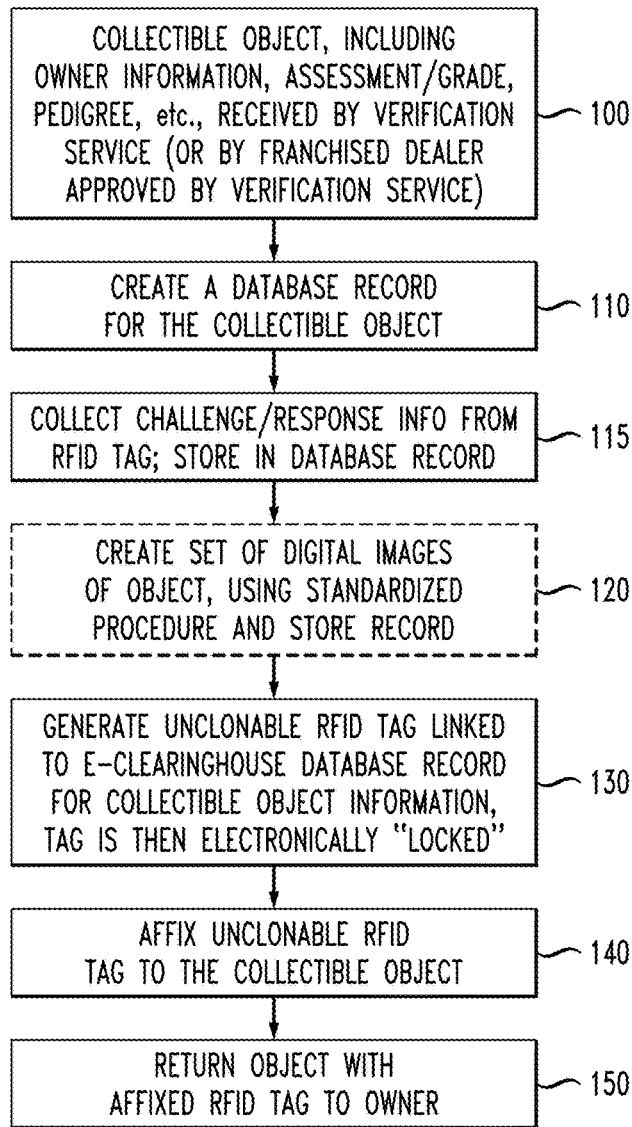 COLLECTIBLE OBJECT, INCLUDING
OWNER INFORMATION, ASSESSMENT/GRADE,
PEDIGREE, etc., RECEIVED BY VERIFICATION
SERVICE (OR BY FRANCHISED DEALER
APPROVED BY VERIFICATION SERVICE)
100
CREATE A DATABASE RECORD
FOR THE COLLECTIBLE OBJECT
110
COLLECT CHALLENGE/RESPONSE INFO FROM
RFID TAG; STORE IN DATABASE RECORD
115
CREATE SET OF DIGITAL IMAGES
OF OBJECT, USING STANDARDIZED
PROCEDURE AND STORE RECORD
120
GENERATE UNCLONABLE RFID TAG LINKED
TO E-CLEARINGHOUSE DATABASE RECORD
FOR COLLECTIBLE OBJECT INFORMATION,
TAG IS THEN ELECTRONICALLY "LOCKED"
130
AFFIX UNCLONABLE RFID
TAG TO THE COLLECTIBLE OBJECT
140
RETURN OBJECT WITH
AFFIXED RFID TAG TO OWNER
150